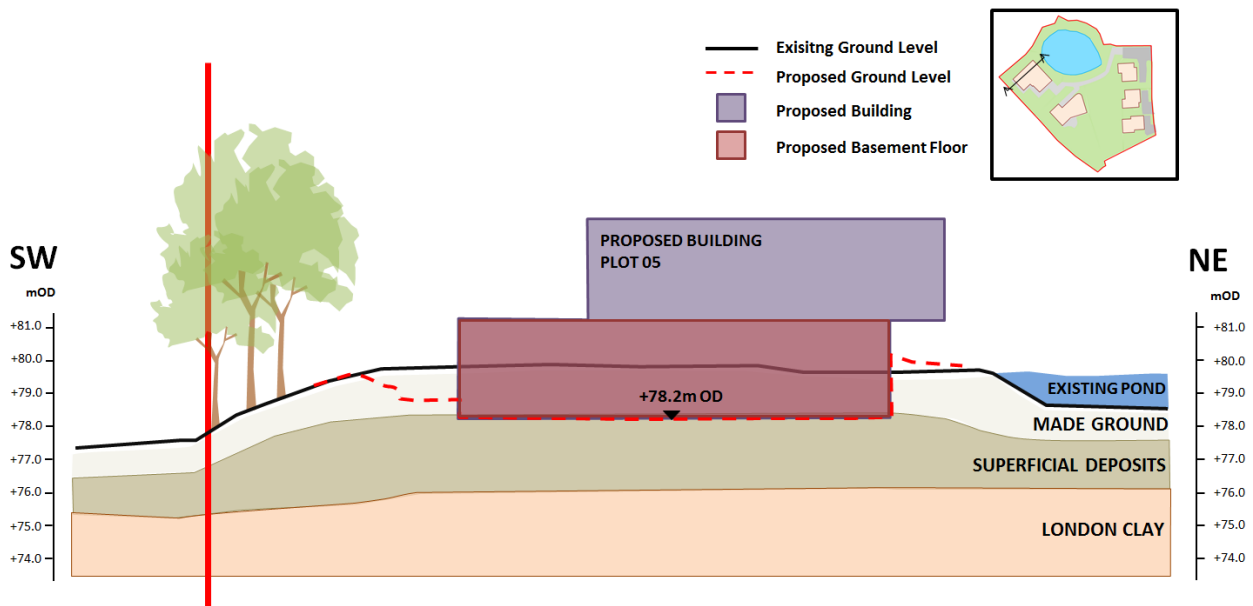 Exisitng Ground Level
Proposed Ground Level
Proposed Building
Proposed Basement Floor
PROPOSED BUILDING
PLOT 05
SW
NE
mOD
mOD
+81.0
+80.0
+79.0
+78.0
+77.0
+76.0
+75.0
+74.0
+78.2m OD
EXISTING POND
MADE GROUND
SUPERFICIAL DEPOSITS
LONDON CLAY
+81.0
+80.0
+79.0
+78.0
+77.0
+76.0
+75.0
+74.0